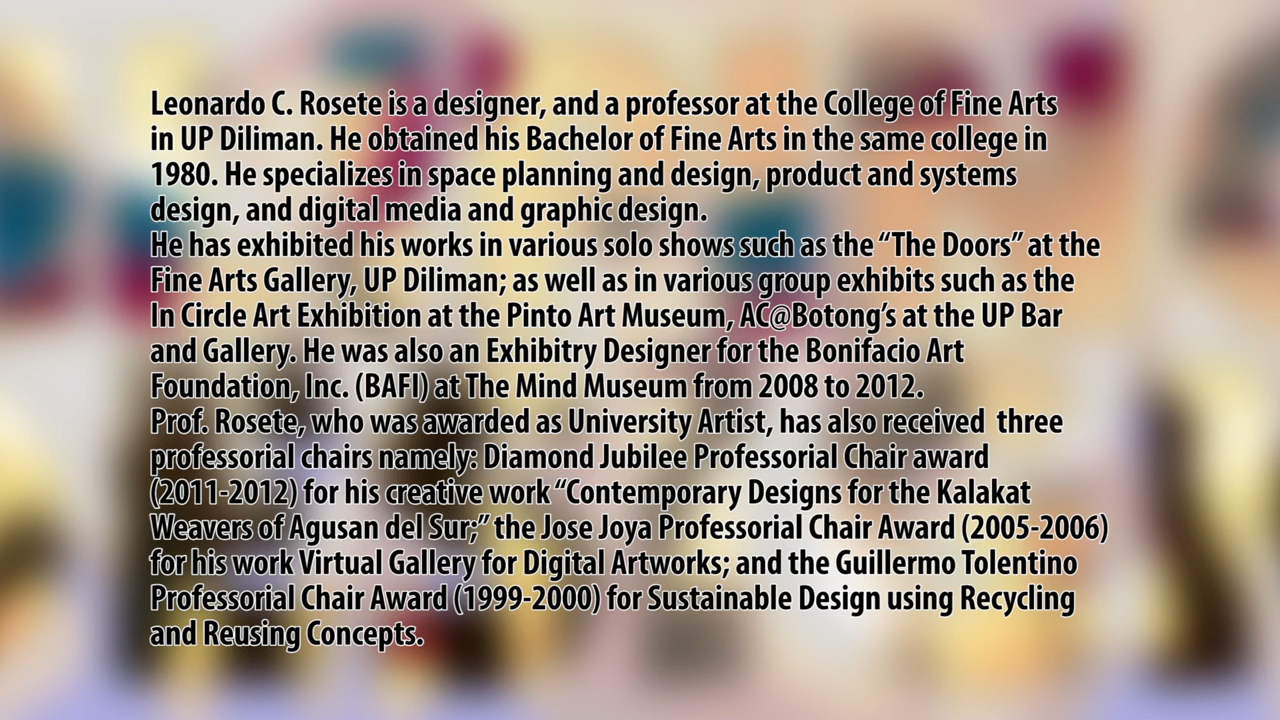 Leonardo C. Rosete is a designer, and a professor at the College of Fine Arts
in UP Diliman. He obtained his Bachelor of Fine Arts in the same college in
1980. He specializes in space planning and design, product and systems
design, and digital media and graphic design.
He has exhibited his works in various solo shows such as the “The Doors” at the
Fine Arts Gallery, UP Diliman; as well as in various group exhibits such as the
In Circle Art Exhibition at the Pinto Art Museum, AC@Botong’s at the UP Bar
and Gallery. He was also an Exhibitry Designer for the Bonifacio Art
Foundation, Inc. (BAFI) at The Mind Museum from 2008 to 2012.
Prof. Rosete, who was awarded as University Artist, has also received  three
professorial chairs namely: Diamond Jubilee Professorial Chair award
(2011-2012) for his creative work “Contemporary Designs for the Kalakat
Weavers of Agusan del Sur;” the Jose Joya Professorial Chair Award (2005-2006)
for his work Virtual Gallery for Digital Artworks; and the Guillermo Tolentino
Professorial Chair Award (1999-2000) for Sustainable Design using Recycling
and Reusing Concepts.